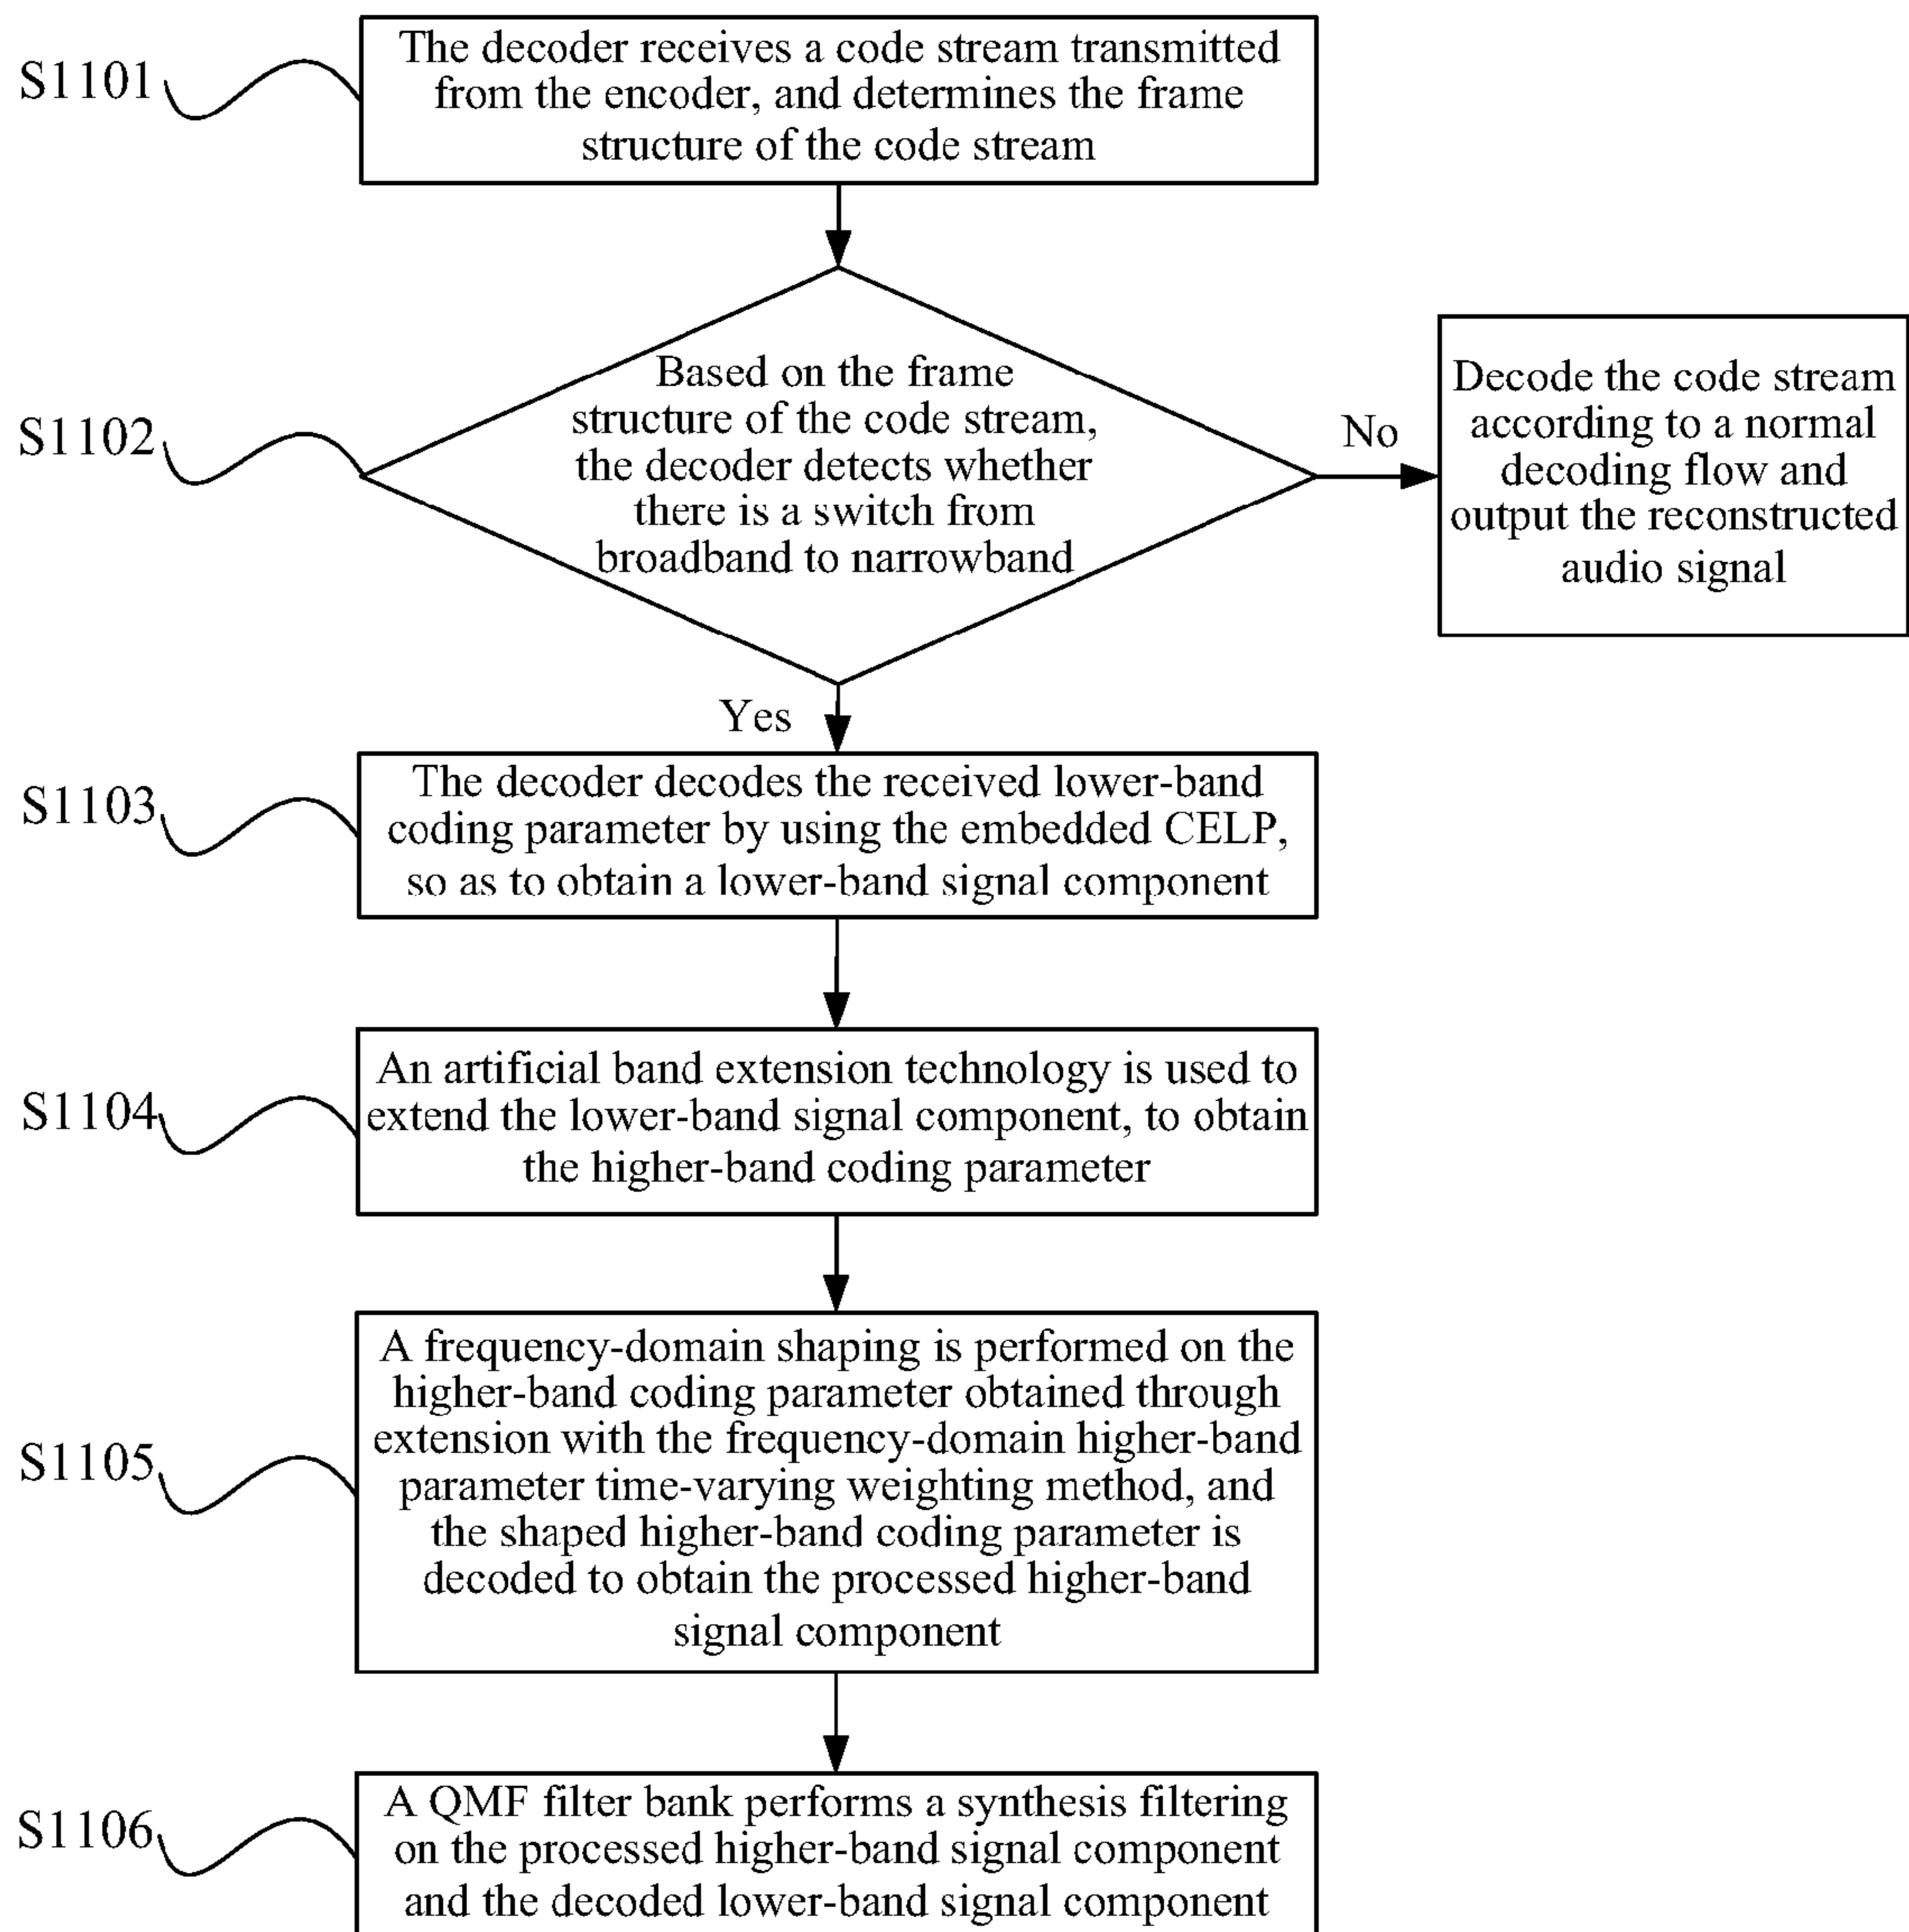 S1101
The decoder receives a code stream transmitted
from the encoder, and determines the frame
structure of the code stream
S1102
Based on the frame
structure of the code stream,
the decoder detects whether
there is a switch from
broadband to narrowband
No
Decode the code stream
according to a normal
decoding flow and
output the reconstructed
audio signal
Yes
S1103
The decoder decodes the received lower-band
coding parameter by using the embedded CELP,
so as to obtain a lower-band signal component
S1104
An artificial band extension technology is used to
extend the lower-band signal component, to obtain
the higher-band coding parameter
S1105
A frequency-domain shaping is performed on the
higher-band coding parameter obtained through
extension with the frequency-domain higher-band
parameter time-varying weighting method, and
the shaped higher-band coding parameter is
decoded to obtain the processed higher-band
signal component
S1106
A QMF filter bank performs a synthesis filtering
on the processed higher-band signal component
and the decoded lower-band signal component